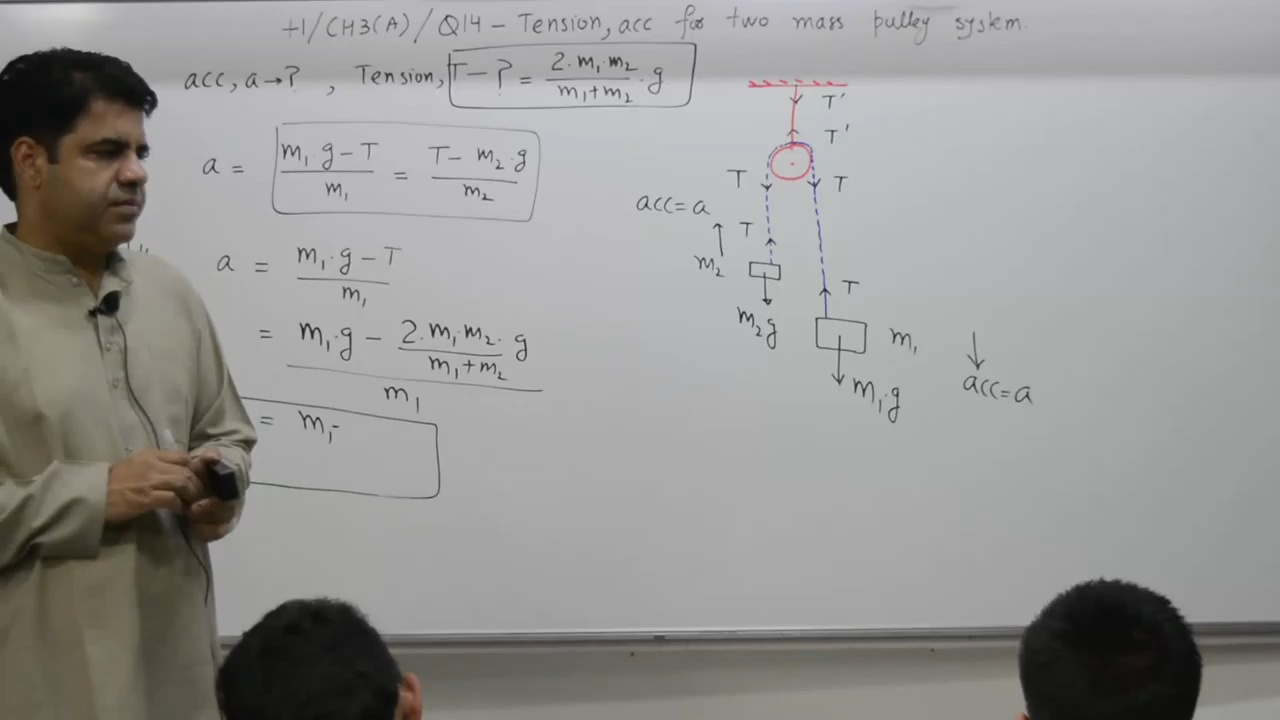 +1/CH3(A)/Q14 - Tension, acc for two mass pulley system.
acc, a→? , Tension, T-? = 2·m₁·m₂/(m₁+m₂) · g
a = (m₁·g - T)/m₁ = (T - m₂·g)/m₂
a = (m₁·g - T)/m₁
= (m₁·g - 2·m₁·m₂·/(m₁+m₂) g)/m₁
= m₁-
T'
T'
T
T
acc=a
T
m₂
T
m₂g
m₁
m₁·g
acc=a